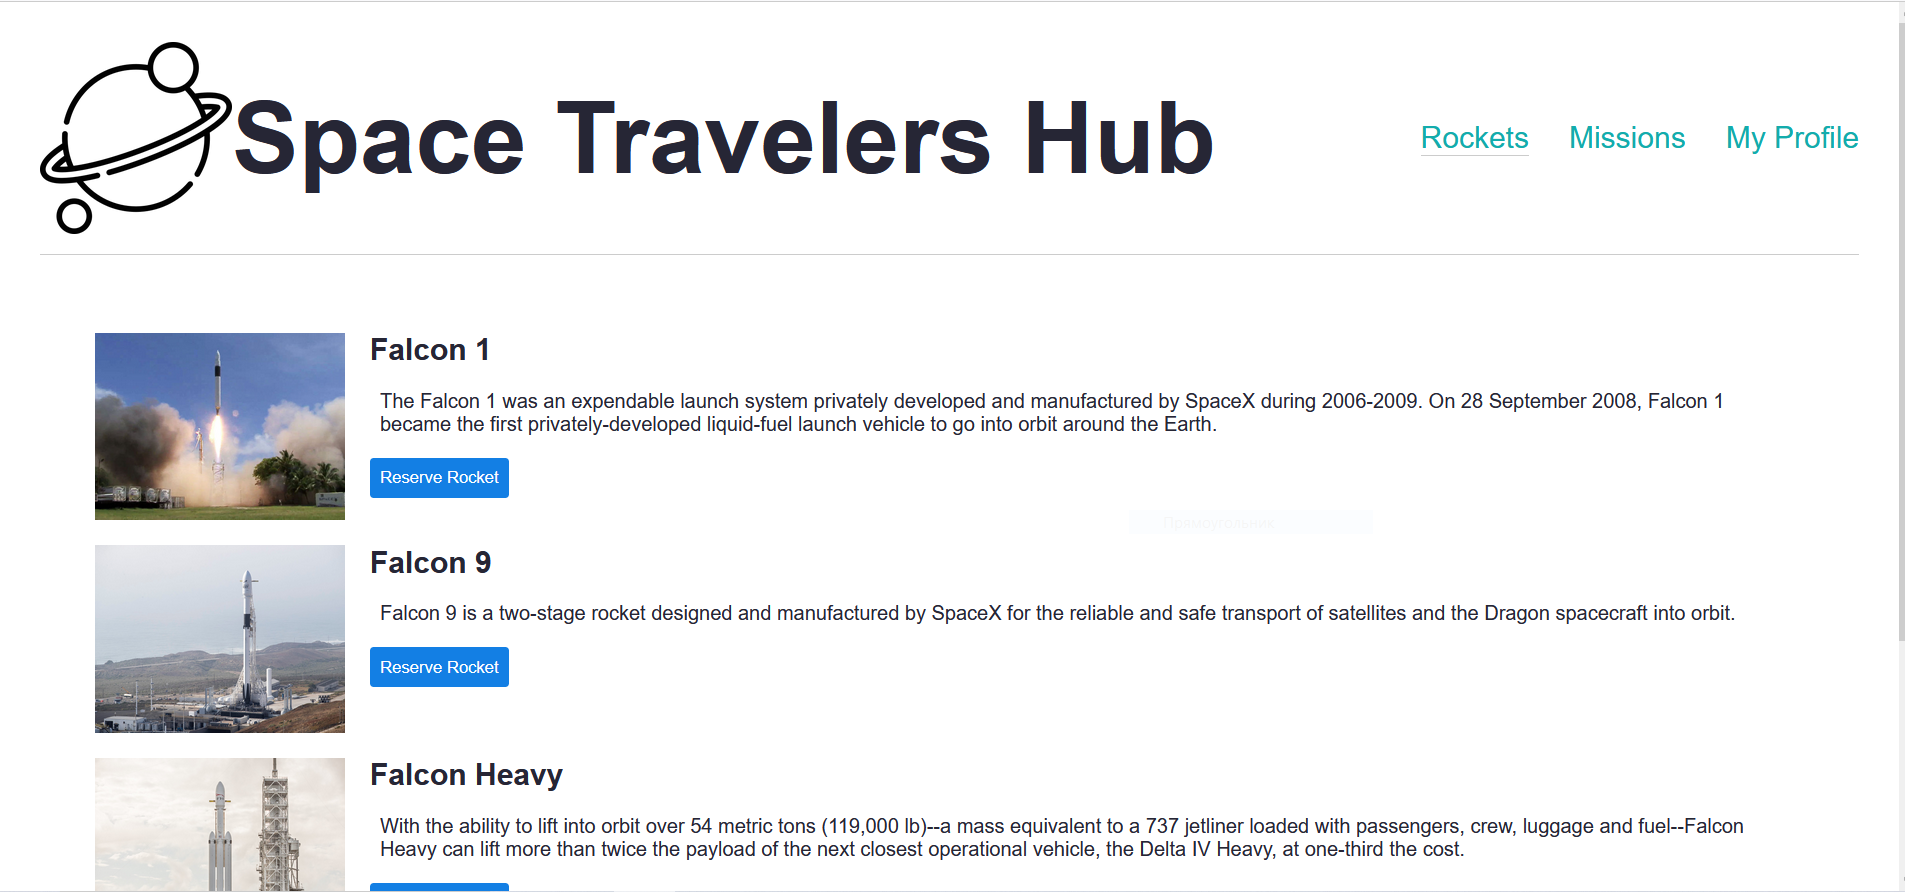 Space Travelers Hub
Rockets
Missions
My Profile
Falcon 1
The Falcon 1 was an expendable launch system privately developed and manufactured by SpaceX during 2006-2009. On 28 September 2008, Falcon 1
became the first privately-developed liquid-fuel launch vehicle to go into orbit around the Earth.
Reserve Rocket
Прямоугольник
Falcon 9
Falcon 9 is a two-stage rocket designed and manufactured by SpaceX for the reliable and safe transport of satellites and the Dragon spacecraft into orbit.
Reserve Rocket
Falcon Heavy
With the ability to lift into orbit over 54 metric tons (119,000 lb)--a mass equivalent to a 737 jetliner loaded with passengers, crew, luggage and fuel--Falcon
Heavy can lift more than twice the payload of the next closest operational vehicle, the Delta IV Heavy, at one-third the cost.